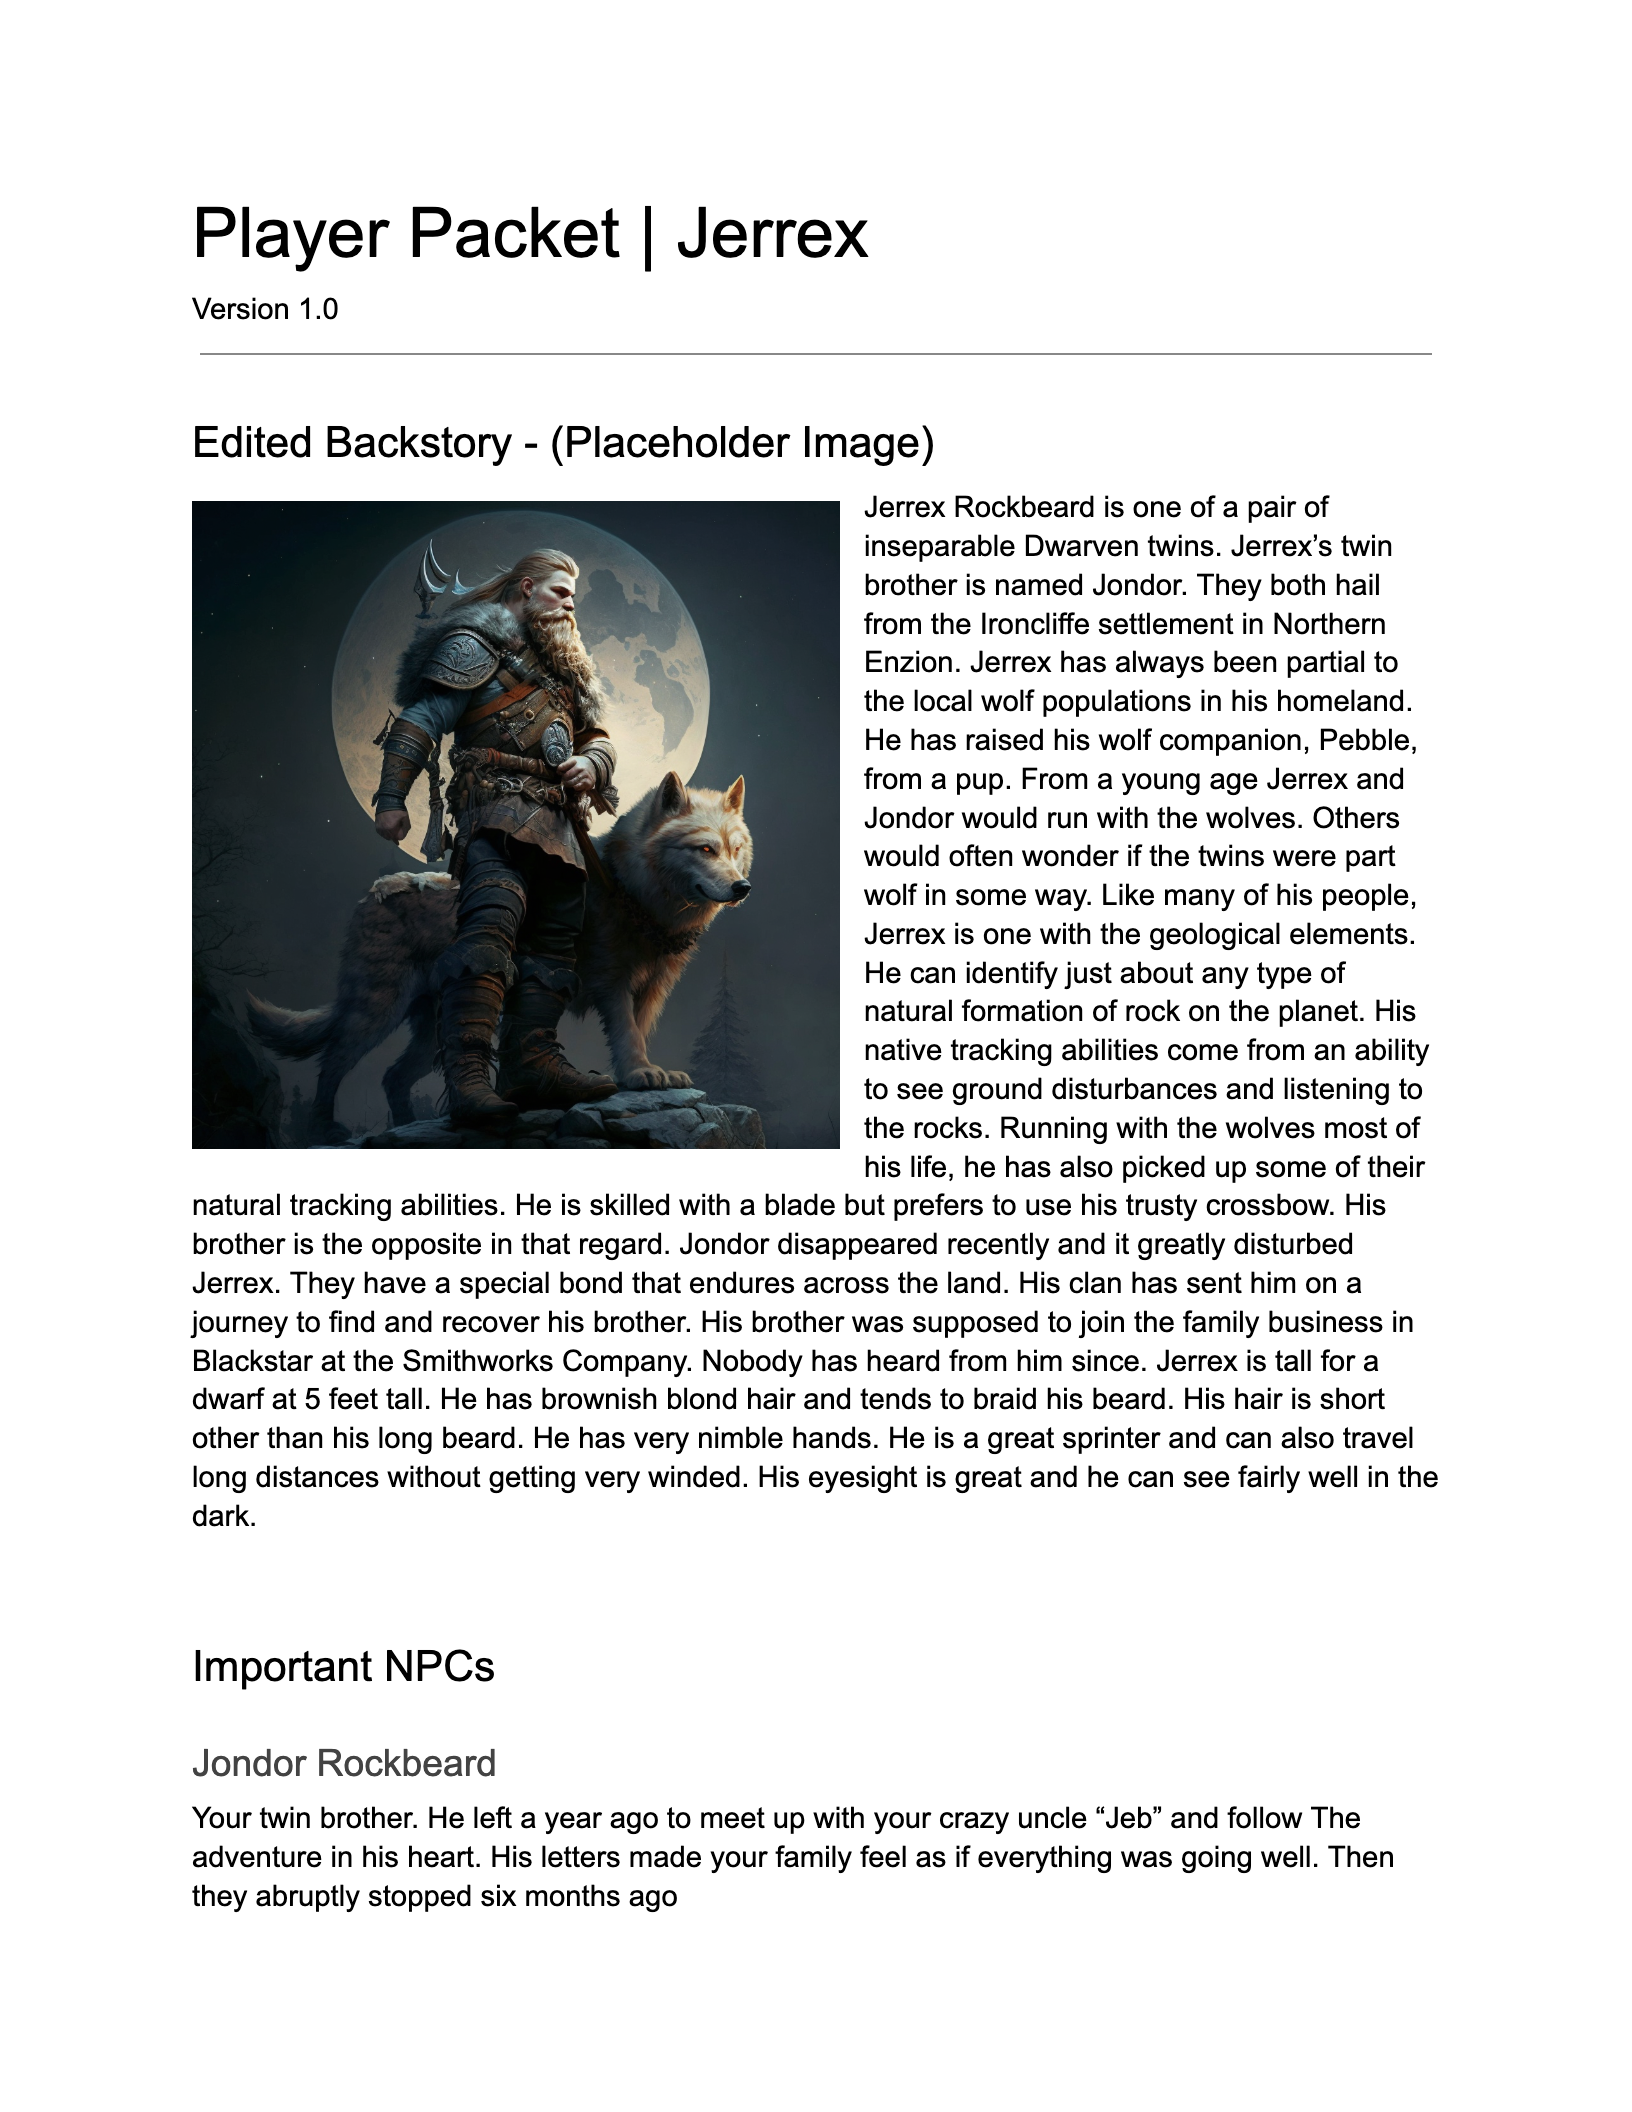 Player Packet | Jerrex
Version 1.0
Edited Backstory - (Placeholder Image)
Jerrex Rockbeard is one of a pair of
inseparable Dwarven twins. Jerrex’s twin
brother is named Jondor. They both hail
from the Ironcliffe settlement in Northern
Enzion. Jerrex has always been partial to
the local wolf populations in his homeland.
He has raised his wolf companion, Pebble,
from a pup. From a young age Jerrex and
Jondor would run with the wolves. Others
would often wonder if the twins were part
wolf in some way. Like many of his people,
Jerrex is one with the geological elements.
He can identify just about any type of
natural formation of rock on the planet. His
native tracking abilities come from an ability
to see ground disturbances and listening to
the rocks. Running with the wolves most of
his life, he has also picked up some of their
natural tracking abilities. He is skilled with a blade but prefers to use his trusty crossbow. His
brother is the opposite in that regard. Jondor disappeared recently and it greatly disturbed
Jerrex. They have a special bond that endures across the land. His clan has sent him on a
journey to find and recover his brother. His brother was supposed to join the family business in
Blackstar at the Smithworks Company. Nobody has heard from him since. Jerrex is tall for a
dwarf at 5 feet tall. He has brownish blond hair and tends to braid his beard. His hair is short
other than his long beard. He has very nimble hands. He is a great sprinter and can also travel
long distances without getting very winded. His eyesight is great and he can see fairly well in the
dark.
Important NPCs
Jondor Rockbeard
Your twin brother. He left a year ago to meet up with your crazy uncle “Jeb” and follow The
adventure in his heart. His letters made your family feel as if everything was going well. Then
they abruptly stopped six months ago